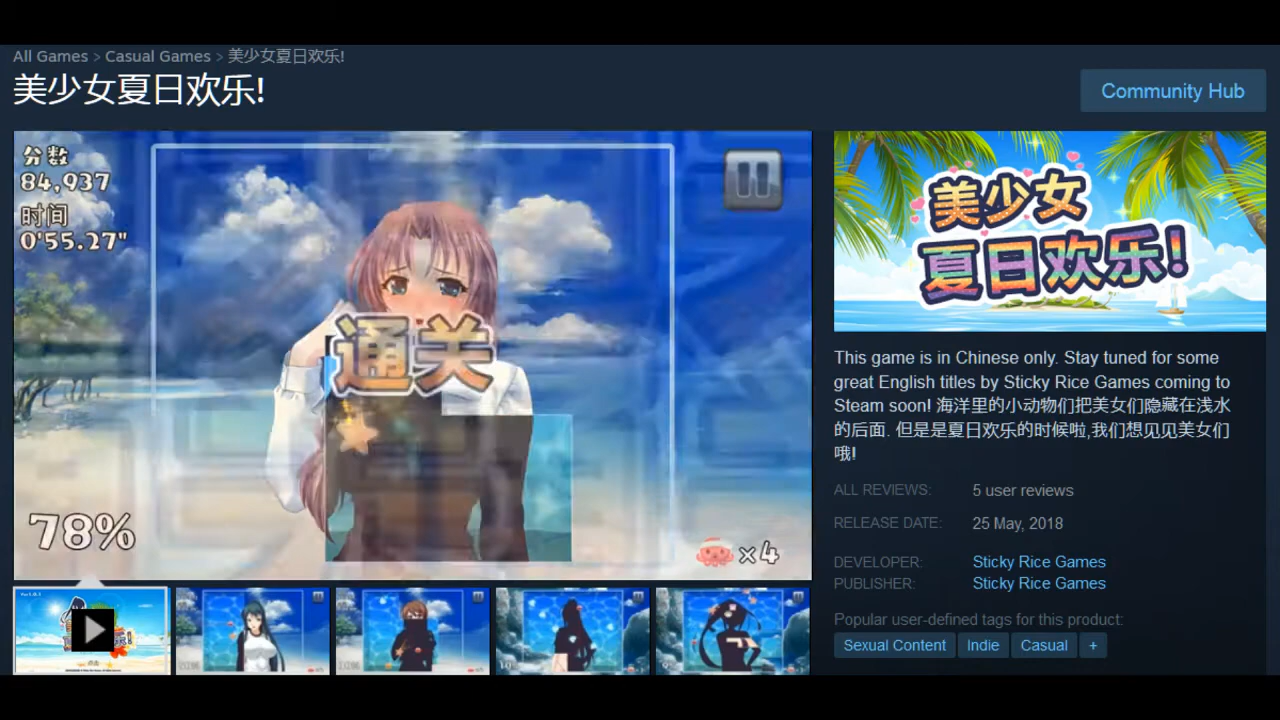 All Games > Casual Games > 美少女夏日欢乐!
美少女夏日欢乐!
Community Hub
分数
84,937
时间
0'55.27"
通关
78%
×4
美少女
夏日欢乐!
This game is in Chinese only. Stay tuned for some
great English titles by Sticky Rice Games coming to
Steam soon! 海洋里的小动物们把美女们隐藏在浅水
的后面. 但是是夏日欢乐的时候啦,我们想见见美女们
哦!
ALL REVIEWS: 5 user reviews
RELEASE DATE: 25 May, 2018
DEVELOPER: Sticky Rice Games
PUBLISHER: Sticky Rice Games
Popular user-defined tags for this product:
Sexual Content Indie Casual +